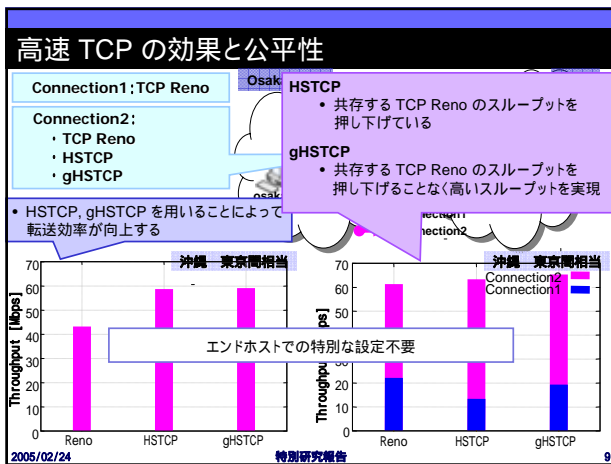 高速 TCP の効果と公平性
Connection1：TCP Reno
Connection2：
・ TCP Reno
・ HSTCP
・ gHSTCP
Osak
osak
HSTCP
• 共存する TCP Reno のスループットを
押し下げている
gHSTCP
• 共存する TCP Reno のスループットを
押し下げることなく高いスループットを実現
• HSTCP, gHSTCP を用いることによって
転送効率が向上する
nection2
沖縄 東京間相当
Throughput [Mbps]
70
60
50
40
30
20
10
0
Reno HSTCP gHSTCP
沖縄 東京間相当
Connection2
Connection1
70
60
50
40
30
20
10
0
Reno HSTCP gHSTCP
エンドホストでの特別な設定不要
2005/02/24 特別研究報告 9